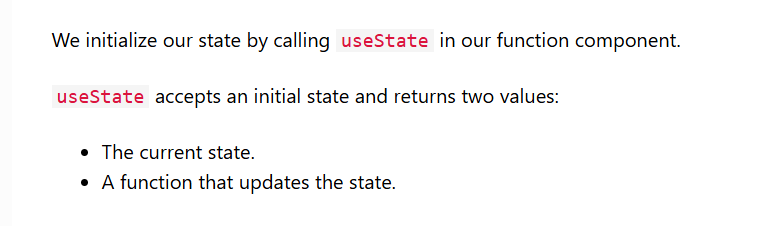 We initialize our state by calling useState in our function component.
useState accepts an initial state and returns two values:
• The current state.
• A function that updates the state.